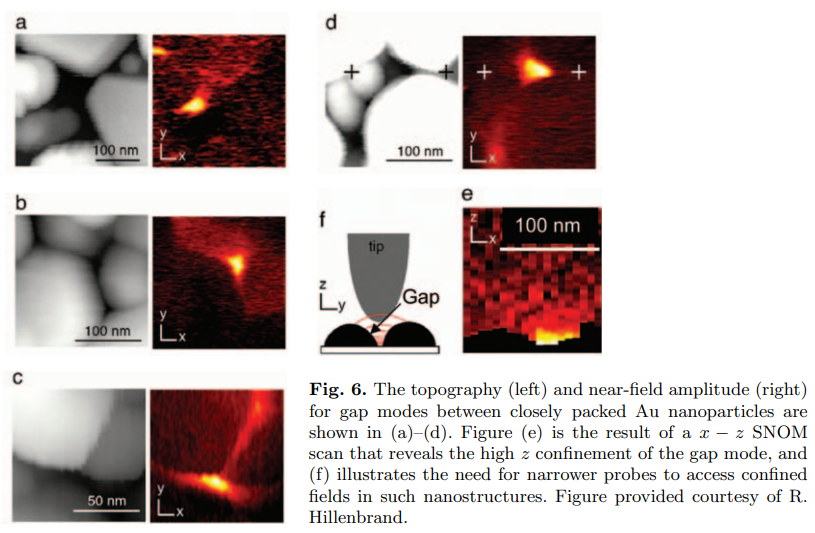 a
100 nm
y
x
b
100 nm
y
x
c
50 nm
y
x
d
100 nm
y
x
e
z
x
100 nm
f
tip
z
y
Gap
Fig. 6. The topography (left) and near-field amplitude (right)
for gap modes between closely packed Au nanoparticles are
shown in (a)–(d). Figure (e) is the result of a x − z SNOM
scan that reveals the high z confinement of the gap mode, and
(f) illustrates the need for narrower probes to access confined
fields in such nanostructures. Figure provided courtesy of R.
Hillenbrand.